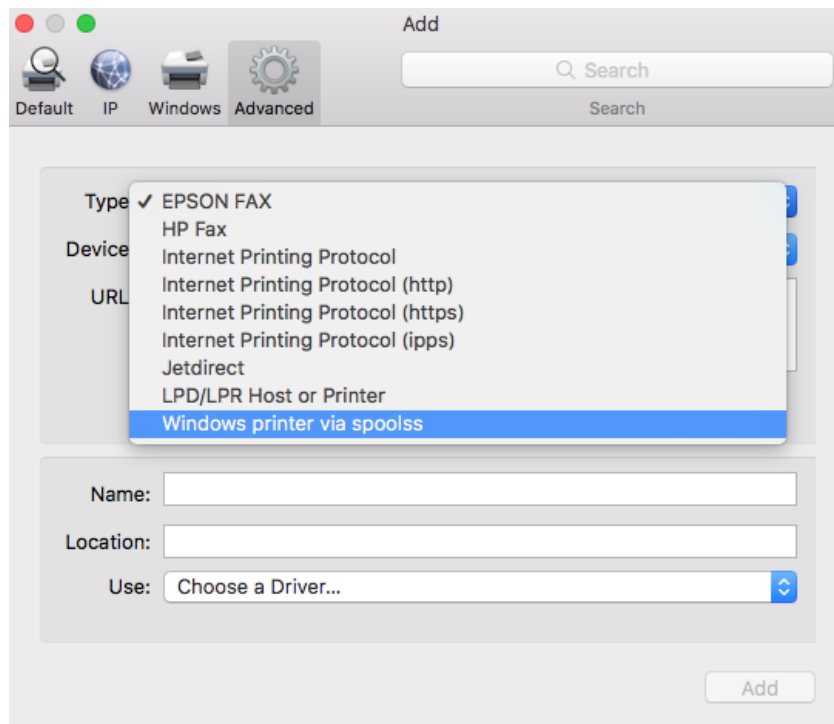 Add
Default IP Windows Advanced
Search
Search
Type ✓ EPSON FAX
HP Fax
Device
Internet Printing Protocol
Internet Printing Protocol (http)
URL
Internet Printing Protocol (https)
Internet Printing Protocol (ipps)
Jetdirect
LPD/LPR Host or Printer
Windows printer via spoolss
Name:
Location:
Use: Choose a Driver...
Add